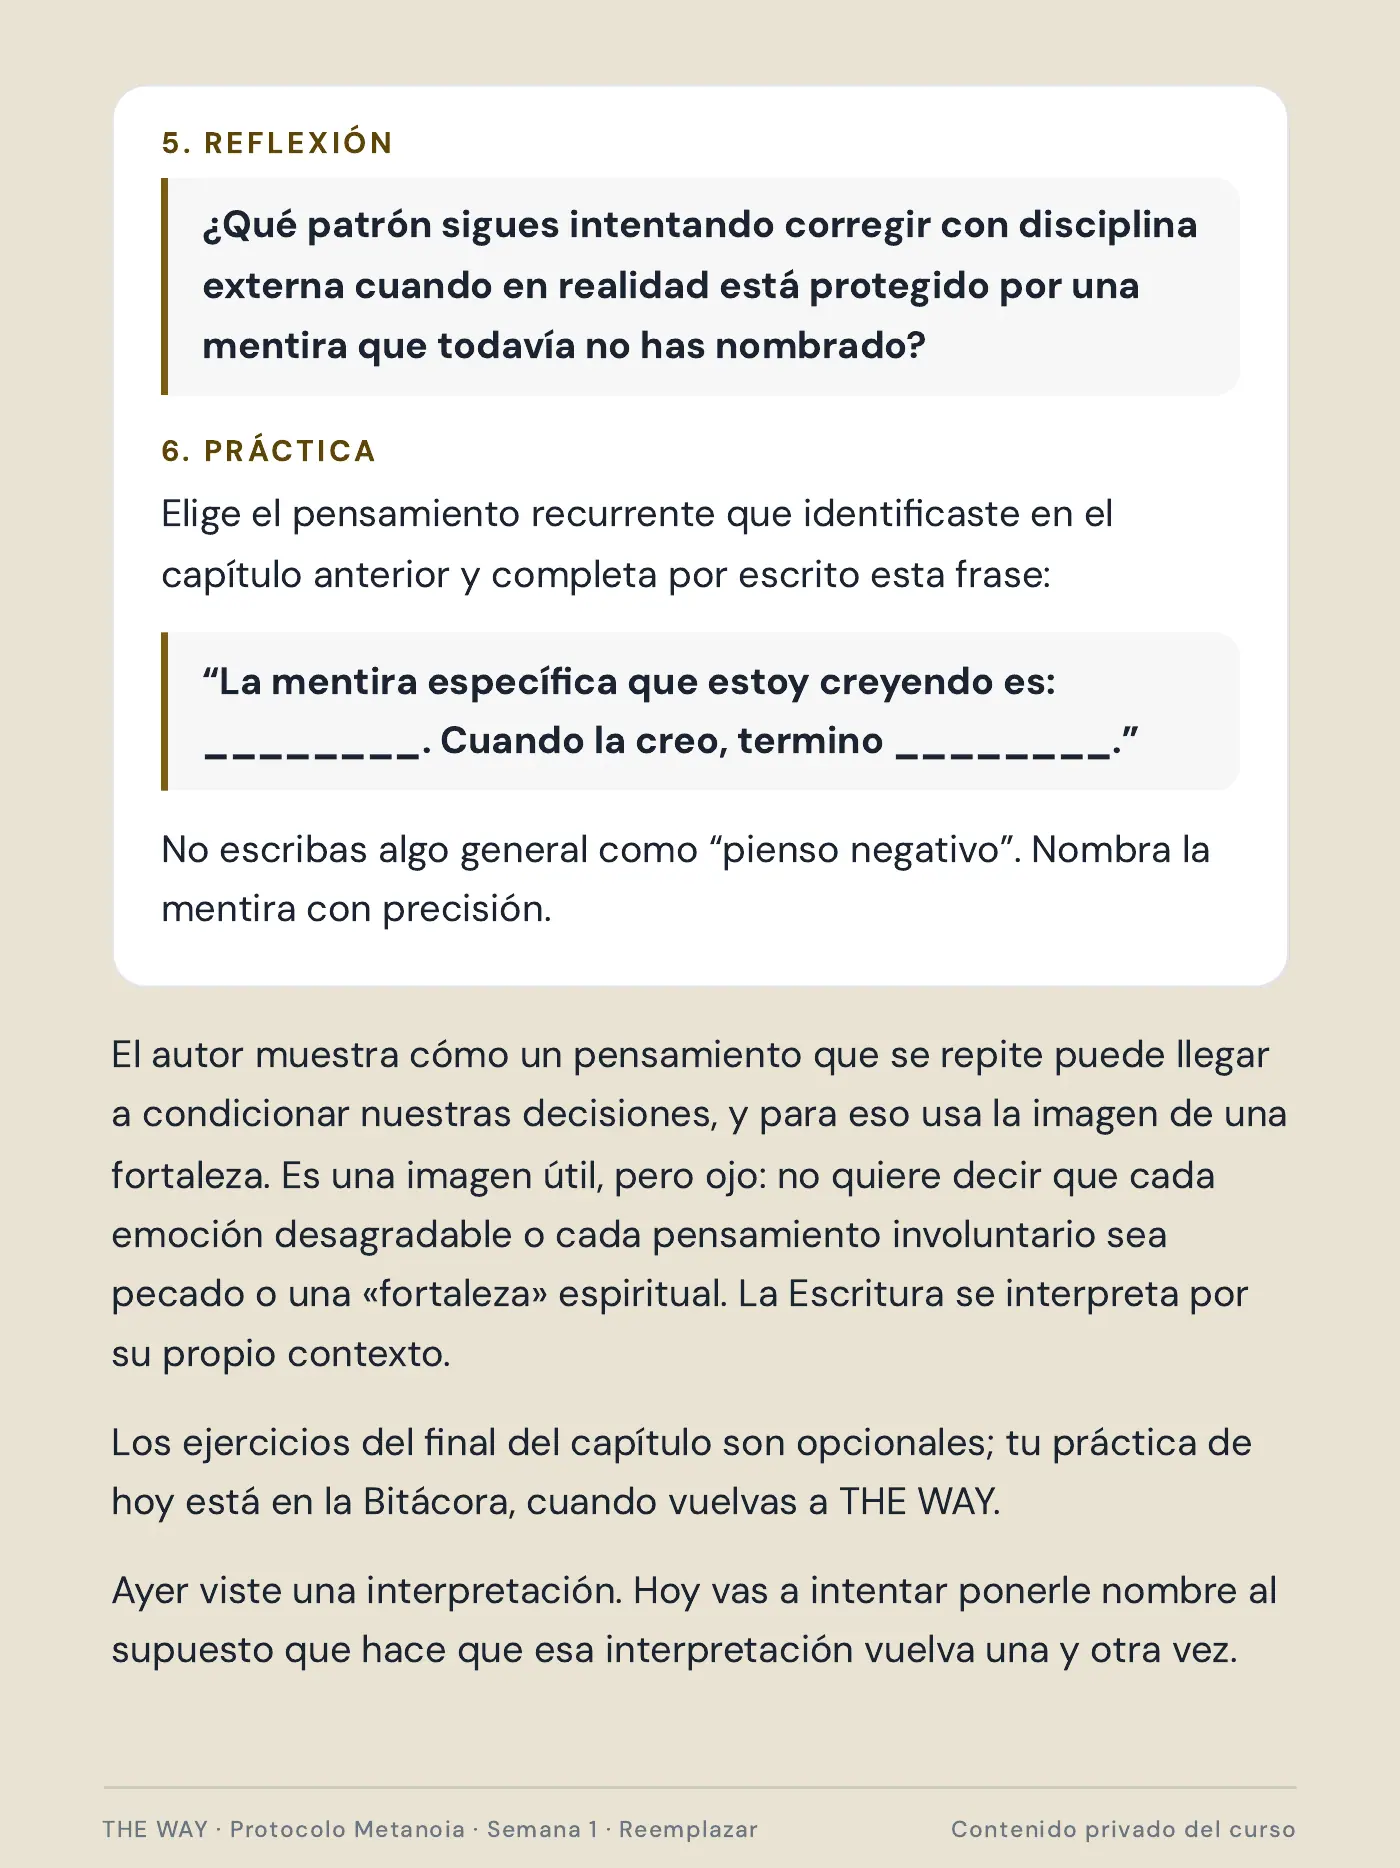 5. REFLEXIÓN
¿Qué patrón sigues intentando corregir con disciplina
externa cuando en realidad está protegido por una
mentira que todavía no has nombrado?
6. PRÁCTICA
Elige el pensamiento recurrente que identificaste en el
capítulo anterior y completa por escrito esta frase:
“La mentira específica que estoy creyendo es:
________. Cuando la creo, termino ________.”
No escribas algo general como “pienso negativo”. Nombra la
mentira con precisión.
El autor muestra cómo un pensamiento que se repite puede llegar
a condicionar nuestras decisiones, y para eso usa la imagen de una
fortaleza. Es una imagen útil, pero ojo: no quiere decir que cada
emoción desagradable o cada pensamiento involuntario sea
pecado o una «fortaleza» espiritual. La Escritura se interpreta por
su propio contexto.
Los ejercicios del final del capítulo son opcionales; tu práctica de
hoy está en la Bitácora, cuando vuelvas a THE WAY.
Ayer viste una interpretación. Hoy vas a intentar ponerle nombre al
supuesto que hace que esa interpretación vuelva una y otra vez.
THE WAY · Protocolo Metanoia · Semana 1 · Reemplazar
Contenido privado del curso